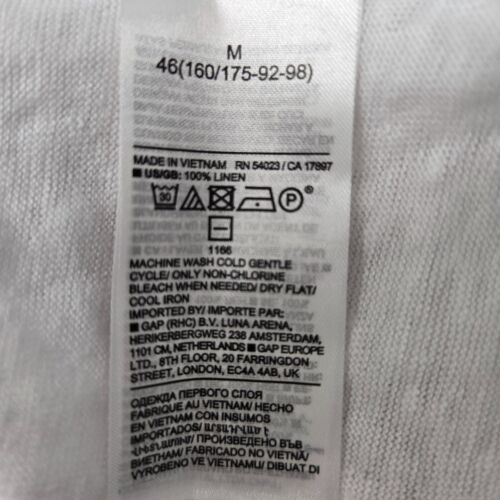 M
46(160/175-92-98)
MADE IN VIETNAM RN 54023 / CA 17897
■ US/GB: 100% LINEN
30 P ®
1166
MACHINE WASH COLD GENTLE
CYCLE/ ONLY NON-CHLORINE
BLEACH WHEN NEEDED/ DRY FLAT/
COOL IRON
IMPORTED BY/ IMPORTE PAR:
■ GAP (RHC) B.V. LUNA ARENA,
HERIKERBERGWEG 238 AMSTERDAM,
1101 CM, NETHERLANDS ■ GAP EUROPE
LTD., 8TH FLOOR, 20 FARRINGDON
STREET, LONDON, EC4A 4AB, UK
ОДЕЖДА ПЕРВОГО СЛОЯ
FABRIQUE AU VIETNAM/ HECHO
EN VIETNAM CON INSUMOS
IMPORTADOS/ ПРОИЗВЕДЕНО ВЪВ
ВИЕТНАМ/ FABRICADO NO VIETNÃ/
VYROBENO VE VIETNAMU/ DIBUAT DI